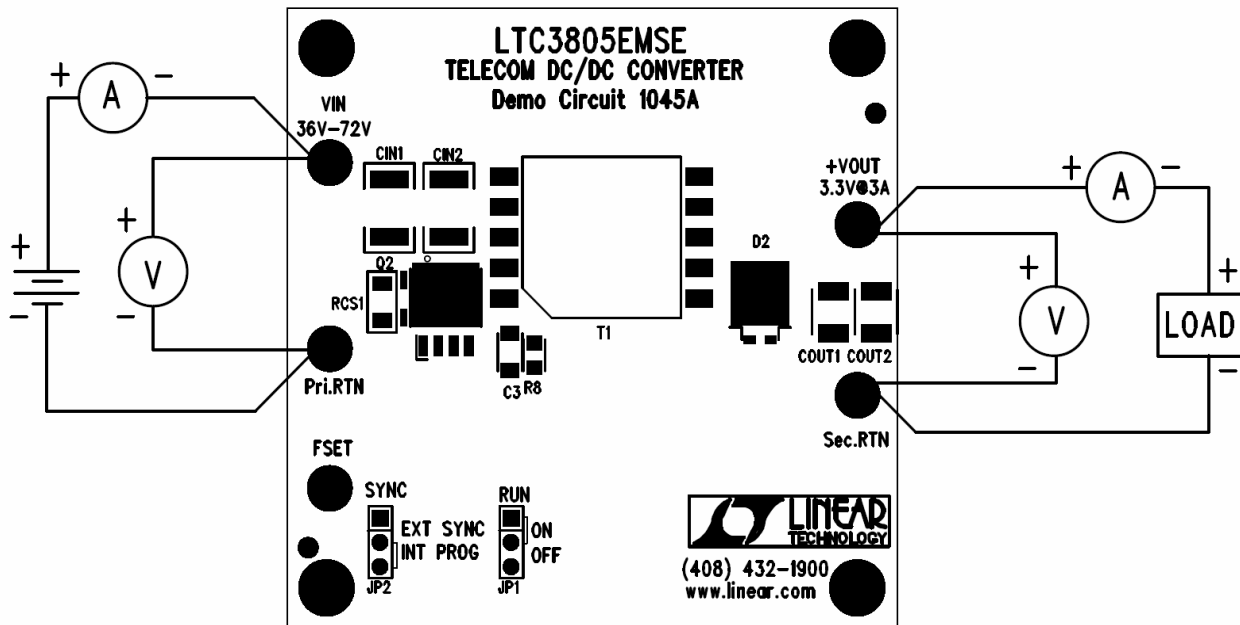 LTC3805EMSE
TELECOM DC/DC CONVERTER
Demo Circuit 1045A
+ A -
VIN
36V-72V
CIN1 CIN2
+VOUT
3.3V@3A
+ A -
+ V -
+ -
Q2
RCS1
T1
D2
COUT1 COUT2
+ V -
+ LOAD -
Pri.RTN
C3 R8
Sec.RTN
FSET
SYNC
EXT SYNC
INT PROG
JP2
RUN
ON
OFF
JP1
LINEAR
TECHNOLOGY
(408) 432-1900
www.linear.com